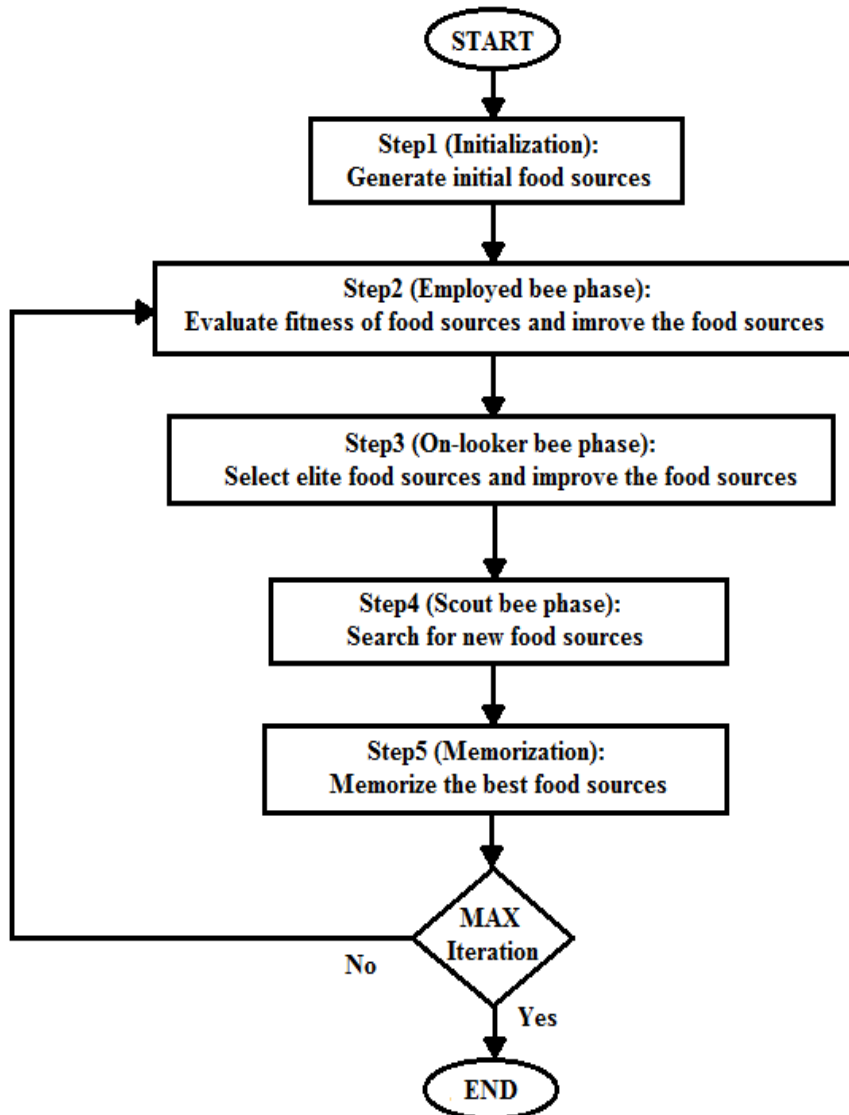 START
Step1 (Initialization):
Generate initial food sources
Step2 (Employed bee phase):
Evaluate fitness of food sources and imrove the food sources
Step3 (On-looker bee phase):
Select elite food sources and improve the food sources
Step4 (Scout bee phase):
Search for new food sources
Step5 (Memorization):
Memorize the best food sources
MAX
Iteration
No
Yes
END